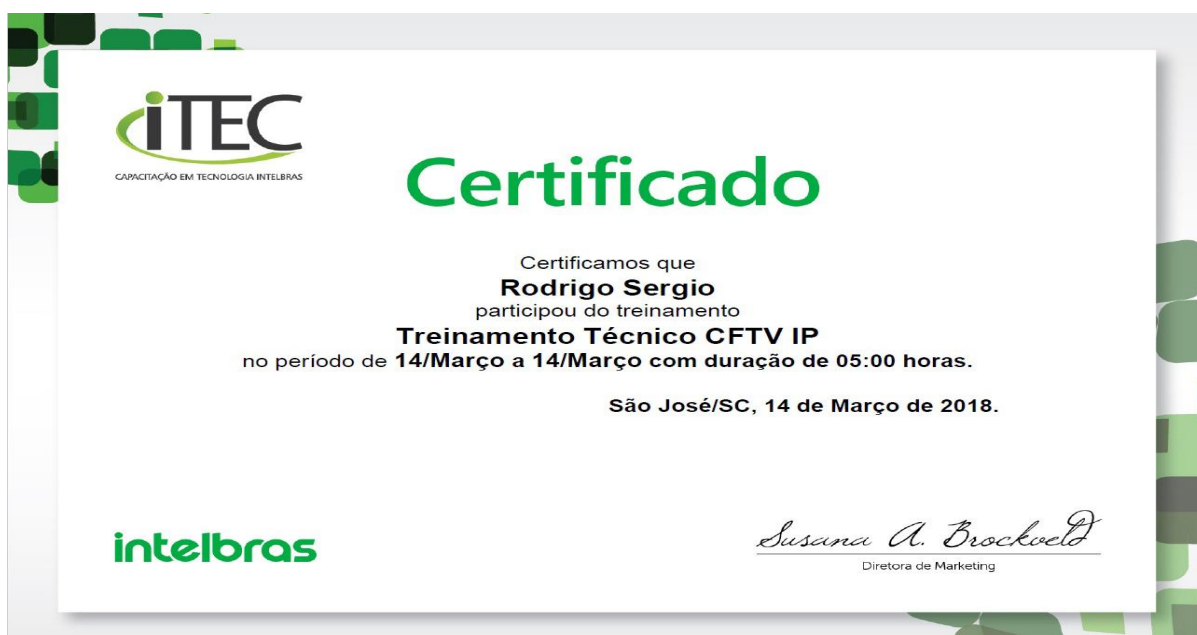 iTEC
CAPACITAÇÃO EM TECNOLOGIA INTELBRAS
Certificado
Certificamos que
Rodrigo Sergio
participou do treinamento
Treinamento Técnico CFTV IP
no período de 14/Março a 14/Março com duração de 05:00 horas.
São José/SC, 14 de Março de 2018.
intelbras
Susana A. Brockveld
Diretora de Marketing